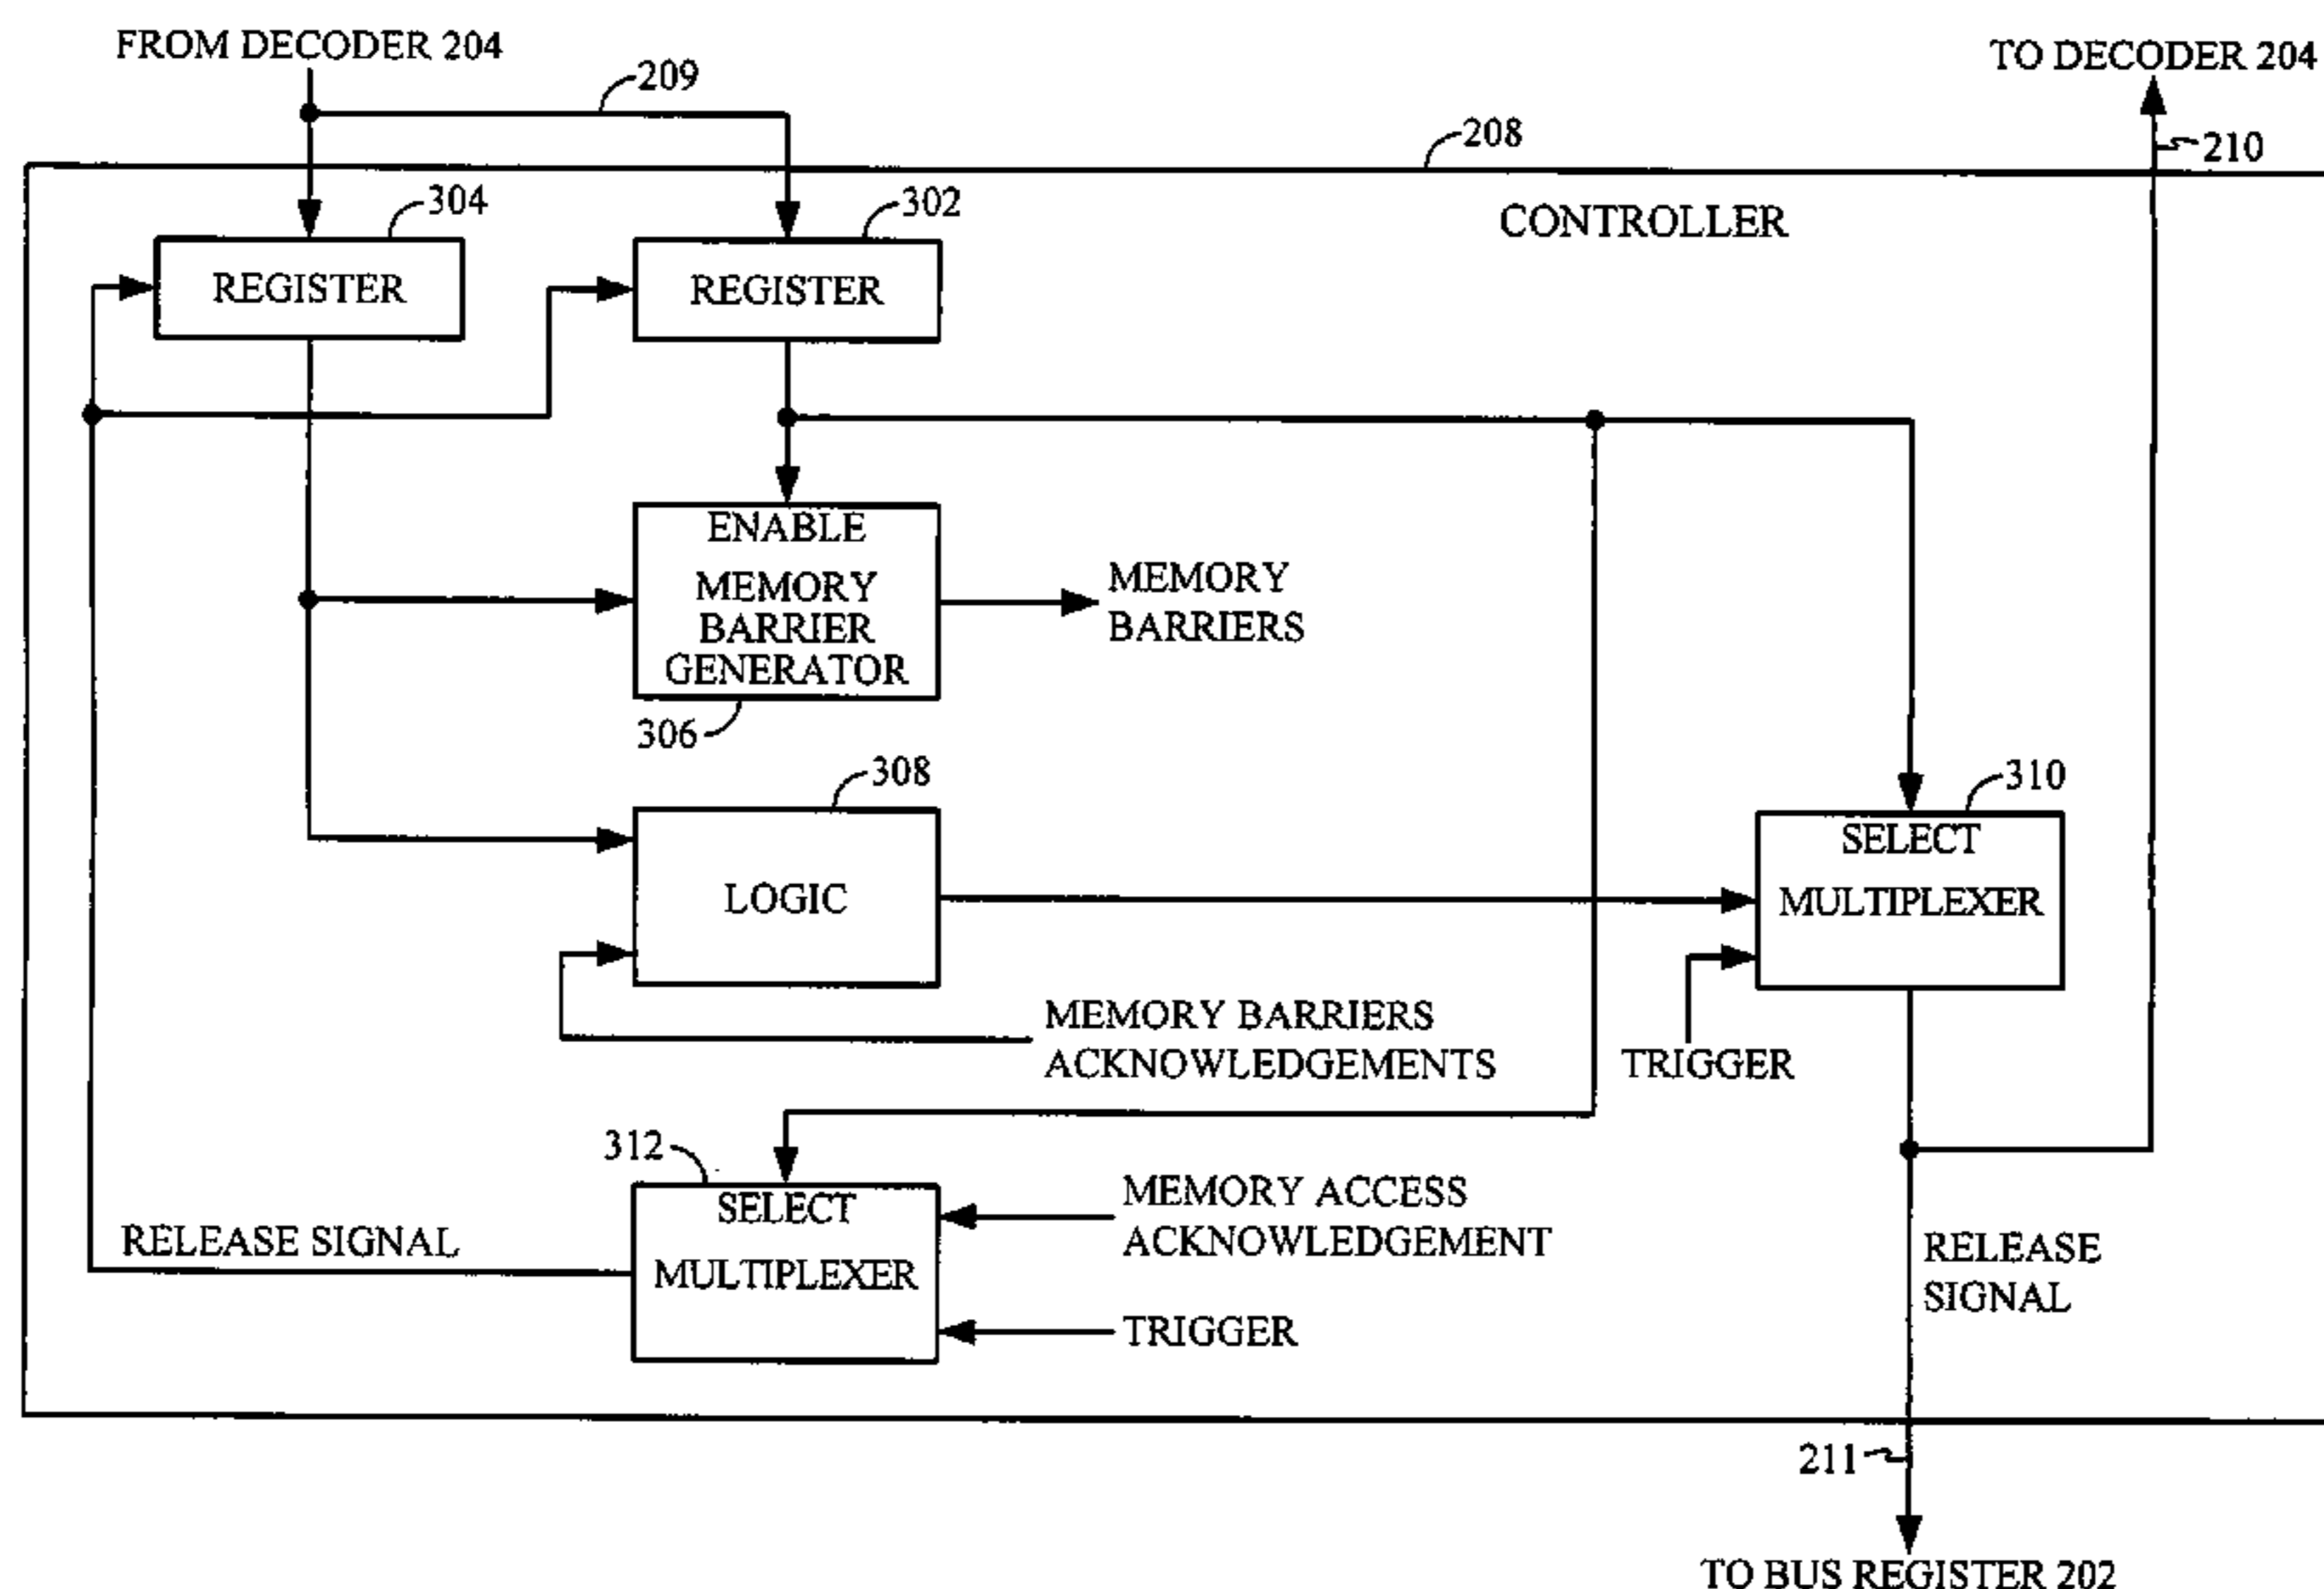 FROM DECODER 204
TO DECODER 204
209
208
210
304
302
CONTROLLER
REGISTER
REGISTER
ENABLE
MEMORY
BARRIER
GENERATOR
MEMORY
BARRIERS
306
308
310
SELECT
MULTIPLEXER
LOGIC
MEMORY BARRIERS
ACKNOWLEDGEMENTS
TRIGGER
312
SELECT
MULTIPLEXER
MEMORY ACCESS
ACKNOWLEDGEMENT
RELEASE SIGNAL
RELEASE
SIGNAL
TRIGGER
211
TO BUS REGISTER 202